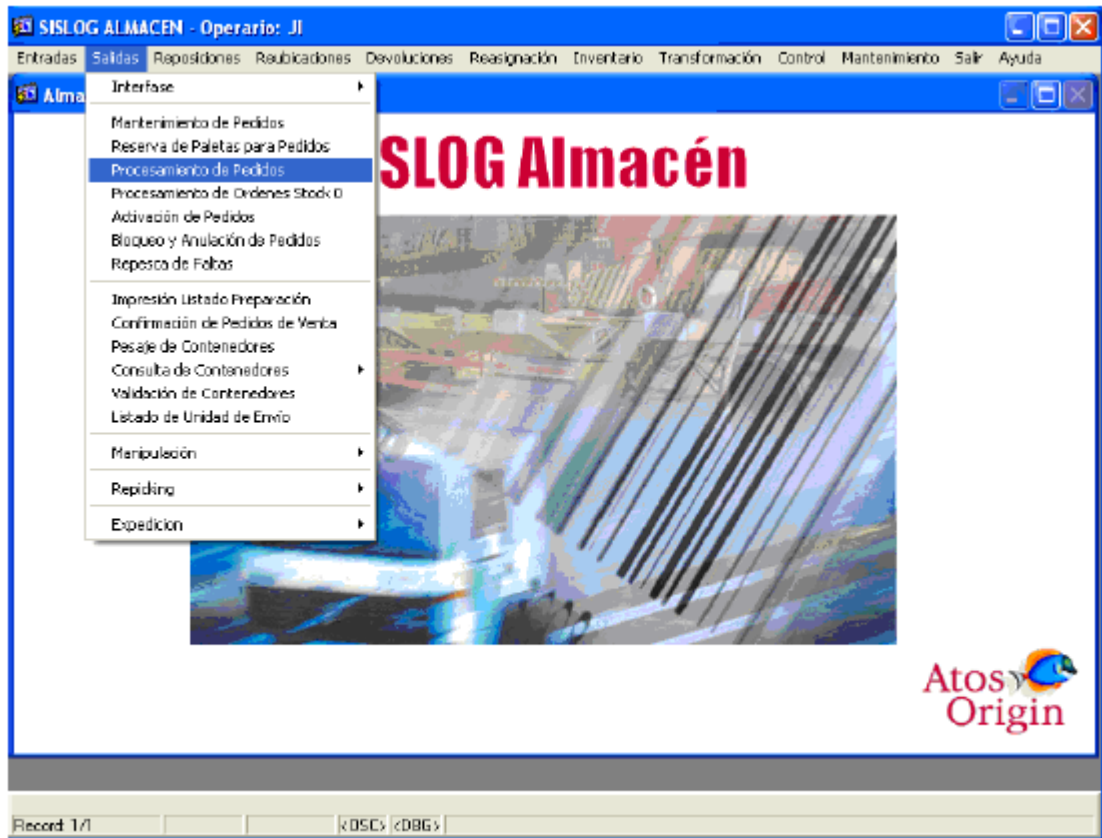 SISLOG ALMACEN - Operario: JI
Entradas Salidas Reposiciones Reubicaciones Devoluciones Reasignación Inventario Transformación Control Mantenimiento Salir Ayuda
Alma
Interfase
Mantenimiento de Pedidos
Reserva de Paletas para Pedidos
SLOG Almacén
Procesamiento de Pedidos
Procesamiento de Ordenes Stock 0
Activación de Pedidos
Bloqueo y Anulación de Pedidos
Repesca de Faltas
Impresión Listado Preparación
Confirmación de Pedidos de Venta
Pesaje de Contenedores
Consulta de Contenedores
Validación de Contenedores
Listado de Unidad de Envío
Manipulación
Repicking
Expedicion
Atos
Origin
Record: 1/1 <OSC> <DBG>